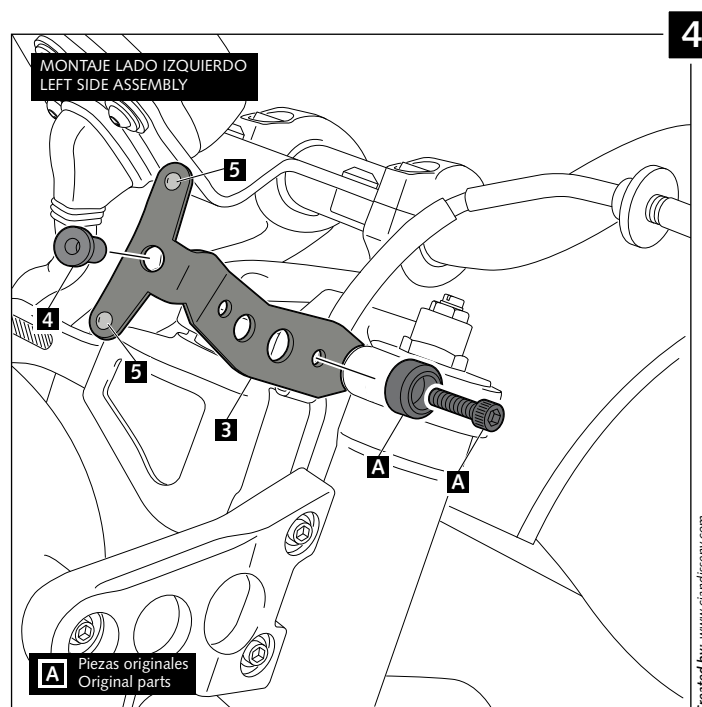 4
MONTAJE LADO IZQUIERDO
LEFT SIDE ASSEMBLY
5
4
5
3
A
A
A Piezas originales
Original parts